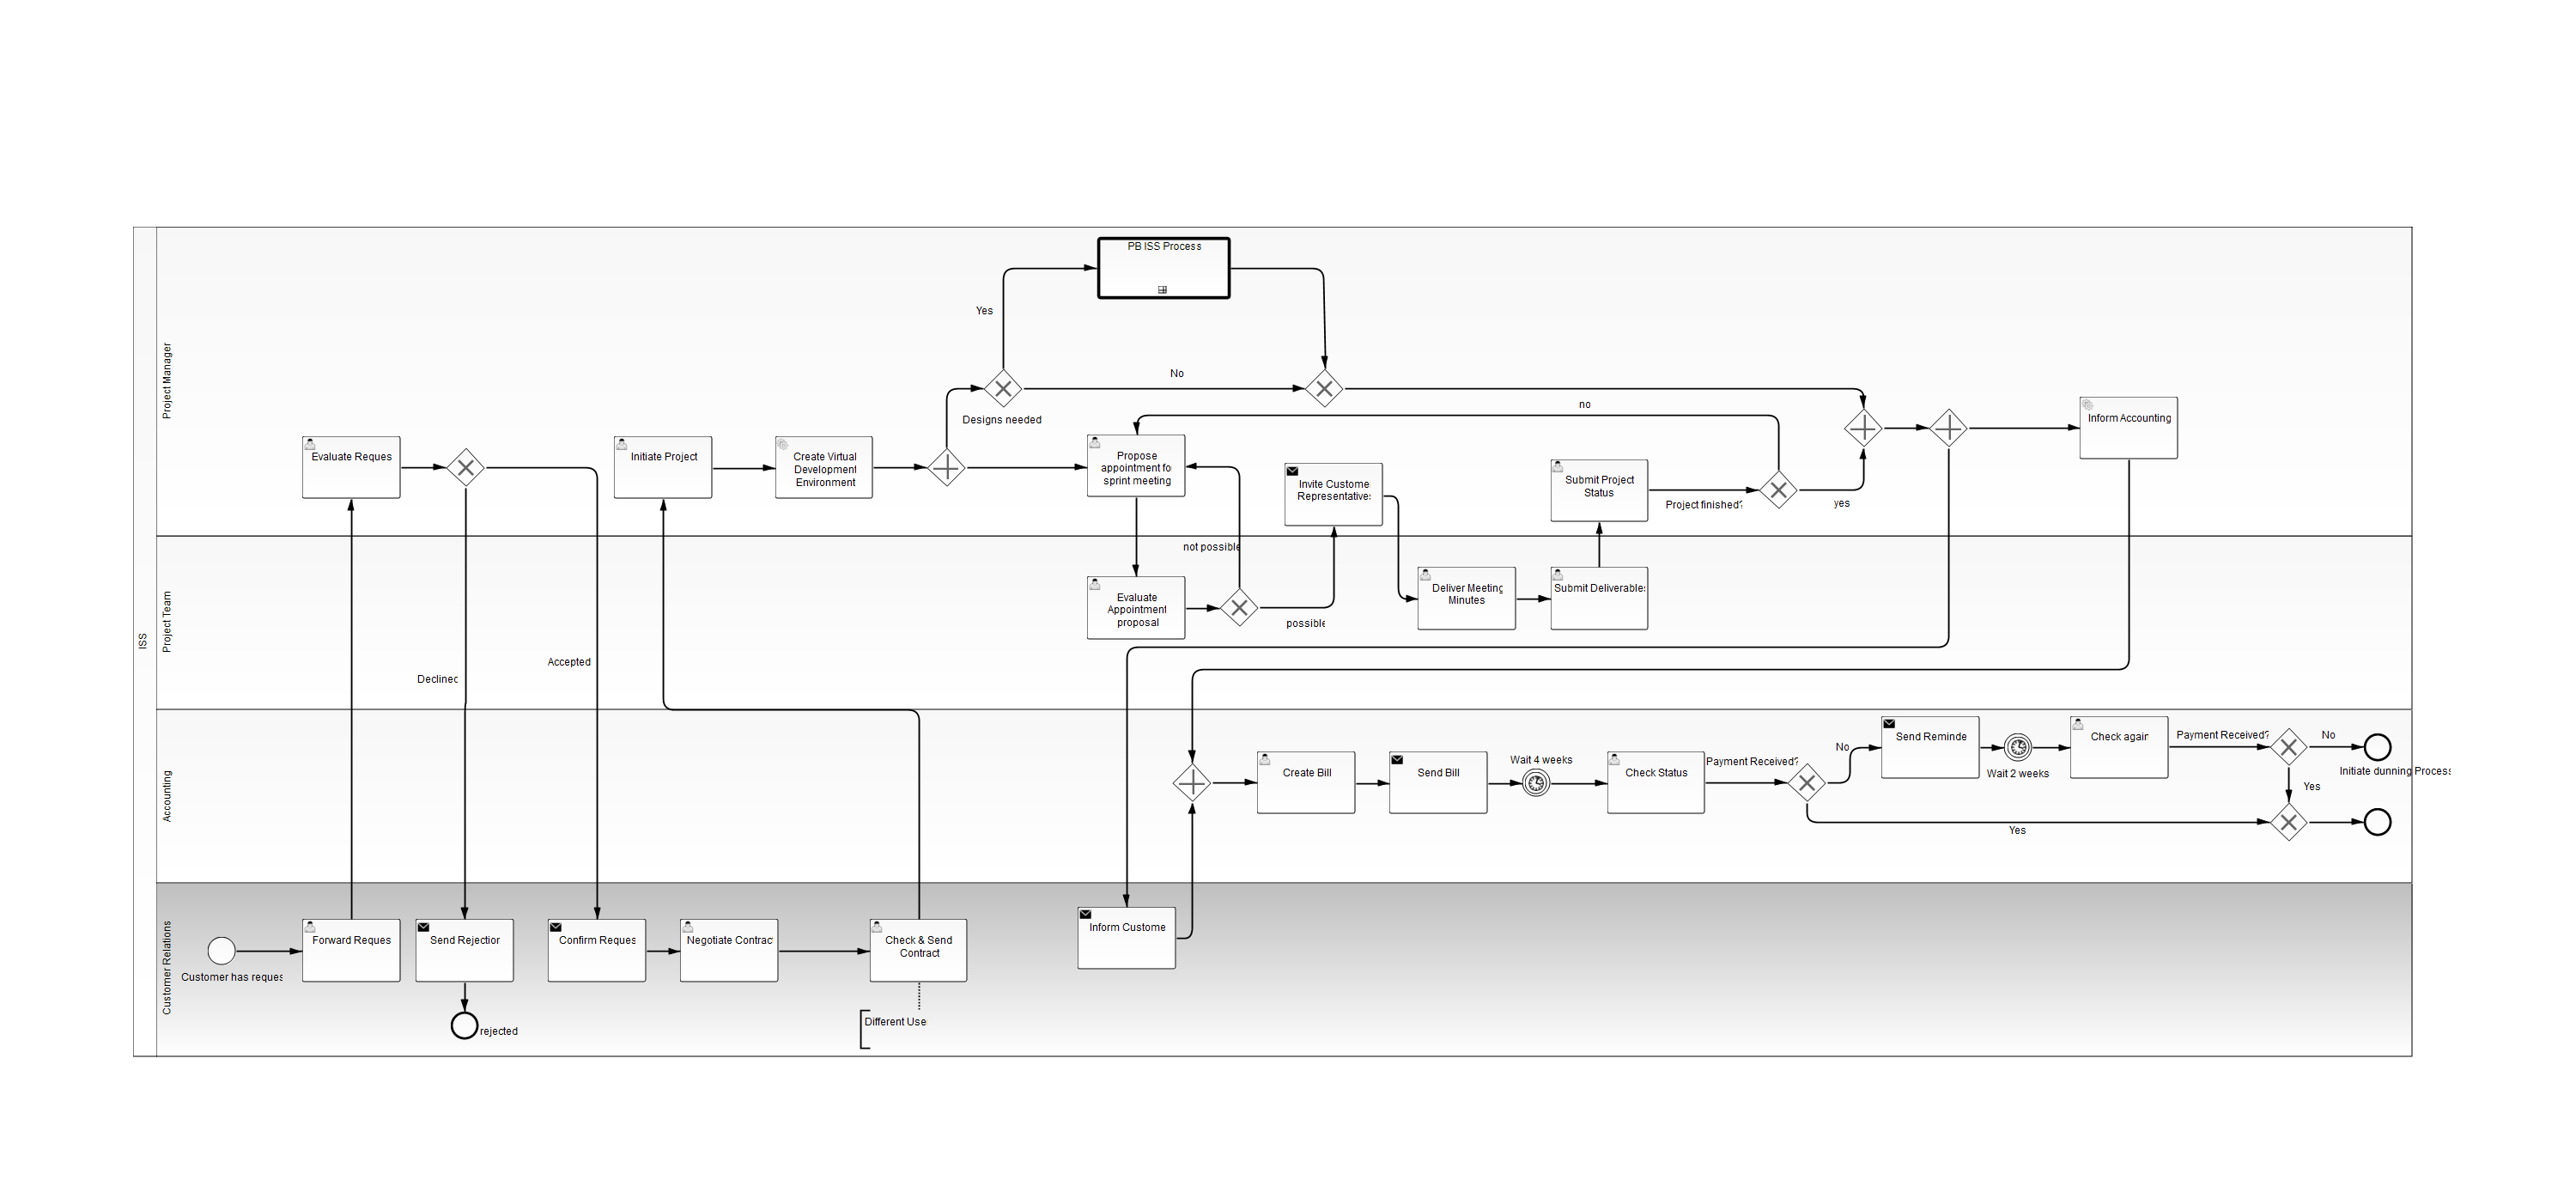 PB ISS Process
Yes
No
Designs needed
no
Project Manager
Evaluate Reques
Initiate Project
Create Virtual
Development
Environment
Propose
appointment fo
sprint meeting
Invite Custome
Representative
Submit Project
Status
Project finished?
yes
Inform Accounting
not possible
ISS
Project Team
Evaluate
Appointment
proposal
possible
Deliver Meeting
Minutes
Submit Deliverable
Accepted
Declined
Accounting
Create Bill
Send Bill
Wait 4 weeks
Check Status
Payment Received?
No
Send Reminde
Wait 2 weeks
Check again
Payment Received?
No
Initiate dunning Process
Yes
Yes
Customer Relations
Customer has reques
Forward Reques
Send Rejection
rejected
Confirm Reques
Negotiate Contrac
Check & Send
Contract
Different Use
Inform Custome